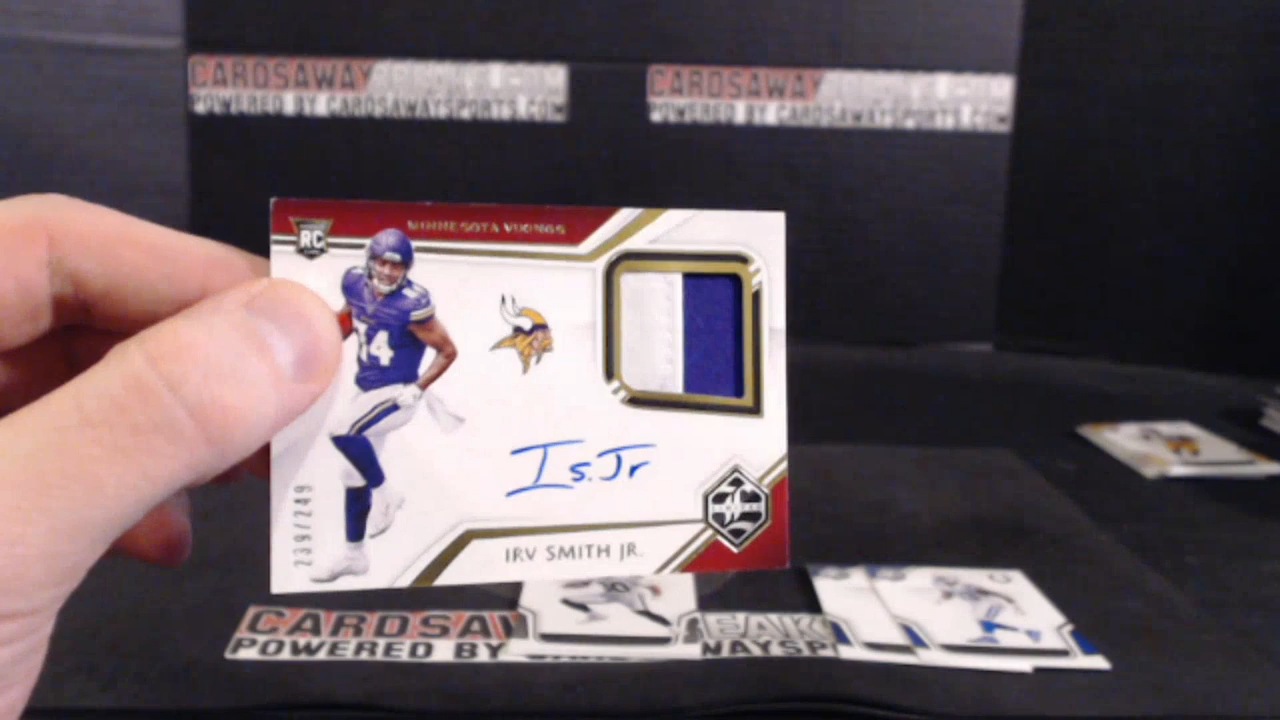 CARDSAWAY
POWERED BY CARDSAWAYSPORTS.COM
CARDSAWAY
POWERED BY CARDSAWAYSPORTS.COM
RC
MINNESOTA VIKINGS
14
Is. Jr
239/249
LIMITED
IRV SMITH JR.
POWERED BY